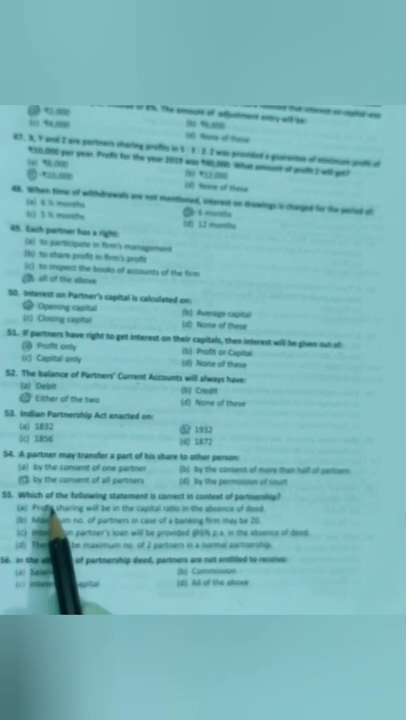 of 8%. The amount of adjustment entry will be:
(d) None of these
47. X, Y and Z are partners sharing profits in 5 : 3 : 2. Z was provided a guarantee of minimum profit of
₹10,000 per year. Profits for the year 2019 was ₹40,000. What amount of profit Z will get?
(a) ₹8,000 (b) ₹12,000
₹10,000 (d) None of these
48. When time of withdrawals are not mentioned, interest on drawings is charged for the period of:
(a) 6 ½ months 6 months
(c) 5 ½ months (d) 12 months
49. Each partner has a right:
(a) to participate in firm's management
(b) to share profit in firm's profit
(c) to inspect the books of accounts of the firm
all of the above
50. Interest on Partner's capital is calculated on:
Opening capital (b) Average capital
(c) Closing capital (d) None of these
51. If partners have right to get interest on their capitals, then interest will be given out of:
Profit only (b) Profit or Capital
(c) Capital only (d) None of these
52. The balance of Partners' Current Accounts will always have:
(a) Debit (b) Credit
Either of the two (d) None of these
53. Indian Partnership Act enacted on:
(a) 1832 1932
(c) 1856 (d) 1872
54. A partner may transfer a part of his share to other person:
(a) by the consent of one partner (b) by the consent of more than half of partners
by the consent of all partners (d) by the permission of court
55. Which of the following statement is correct in context of partnership?
(a) Profit sharing will be in the capital ratio in the absence of deed.
(b) no. of partners in case of a banking firm may be 20.
(c) on partner's loan will be provided @6% p.a. in the absence of deed.
(d) be maximum no. of 2 partners in a normal partnership.
56. In the of partnership deed, partners are not entitled to receive:
(a) (b) Commission
(c) capital (d) All of the above